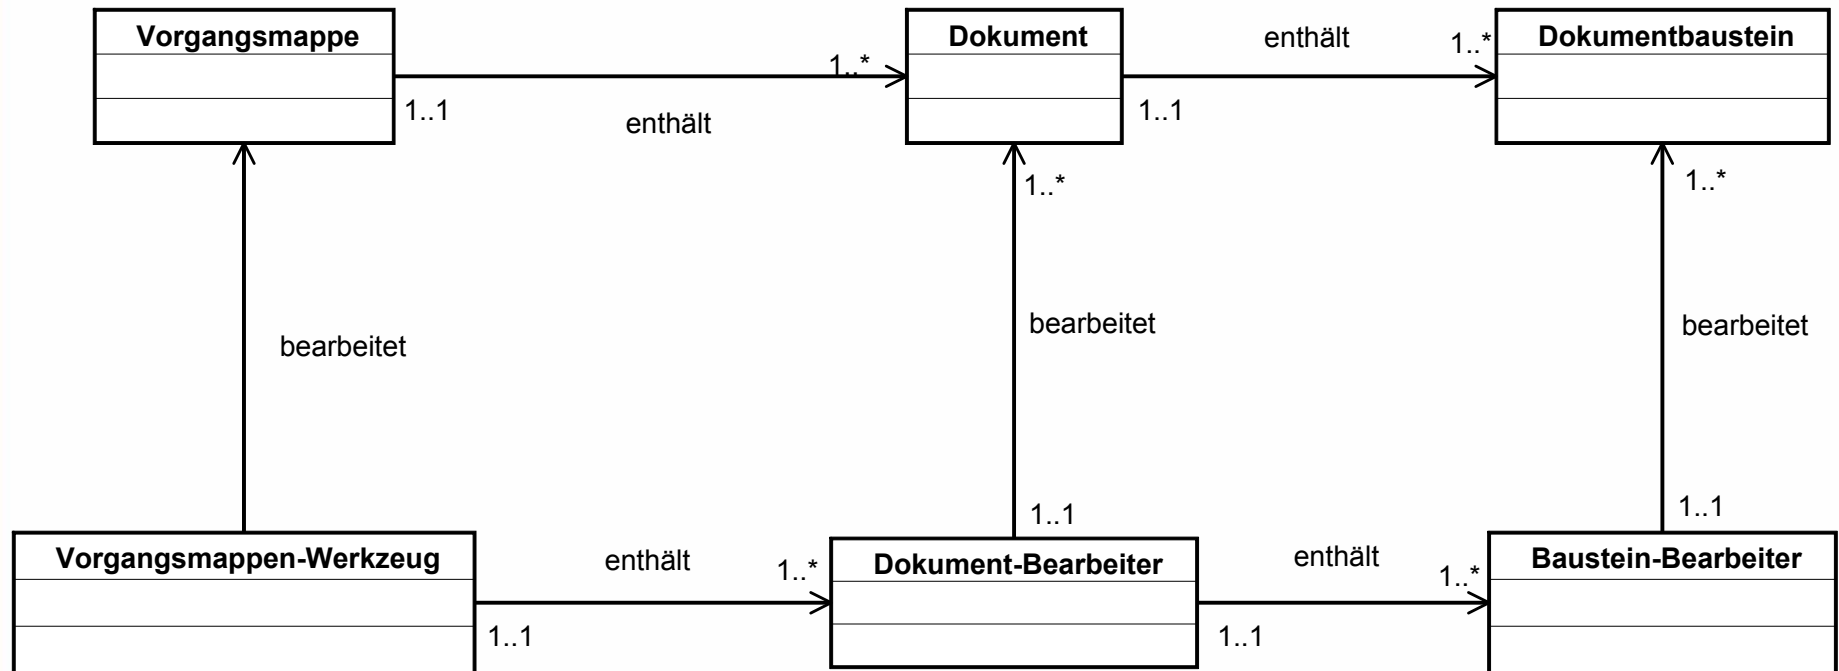 Vorgangsmappe
1..*
1..1
enthält
Dokument
enthält
1..*
1..1
Dokumentbaustein
1..*
1..*
bearbeitet
bearbeitet
bearbeitet
1..1
1..1
Vorgangsmappen-Werkzeug
enthält
1..*
1..1
Dokument-Bearbeiter
enthält
1..*
1..1
Baustein-Bearbeiter